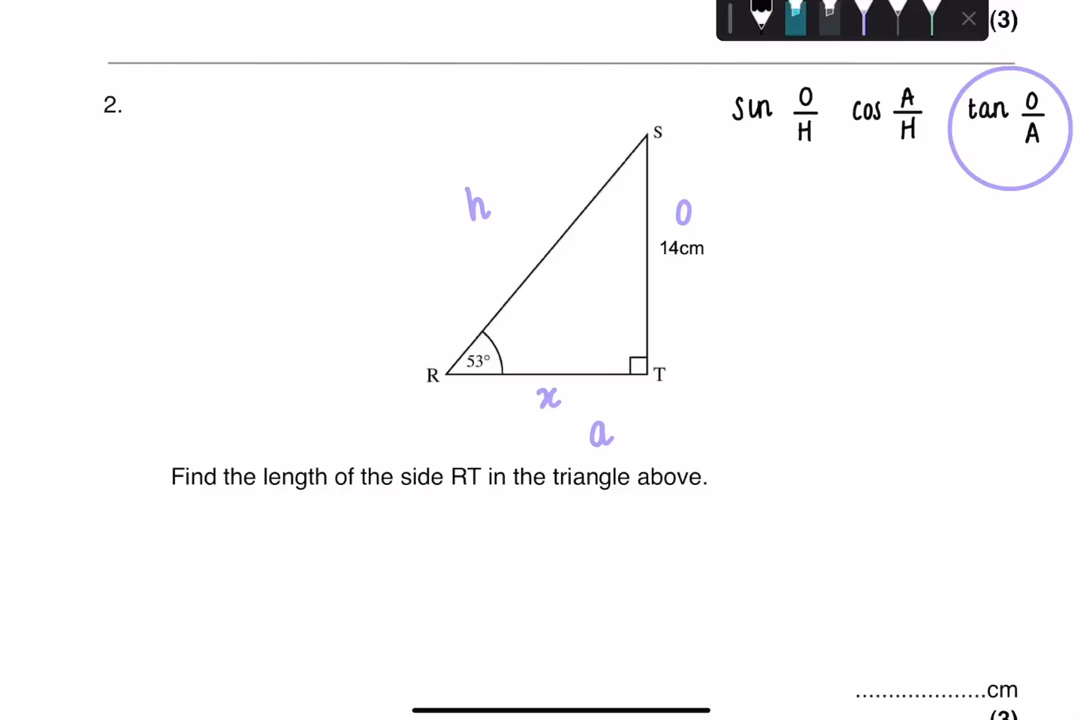 (3)
2.
sin O/H cos A/H tan O/A
S
h
O
14cm
53°
R
T
x
a
Find the length of the side RT in the triangle above.
....................cm
(3)